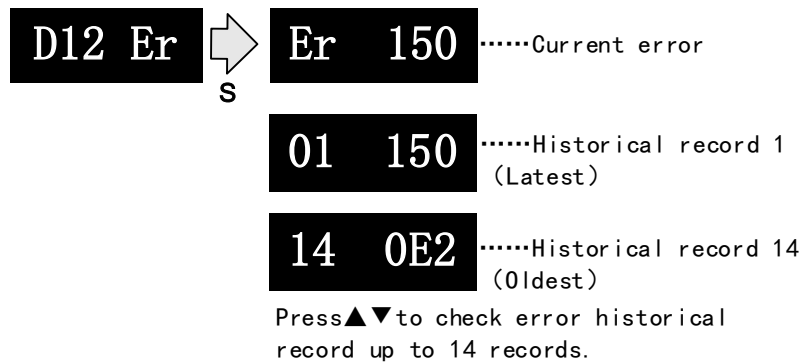 D12 Er
S
Er 150 ……Current error
01 150 ……Historical record 1
(Latest)
14 0E2 ……Historical record 14
(Oldest)
Press▲▼to check error historical
record up to 14 records.